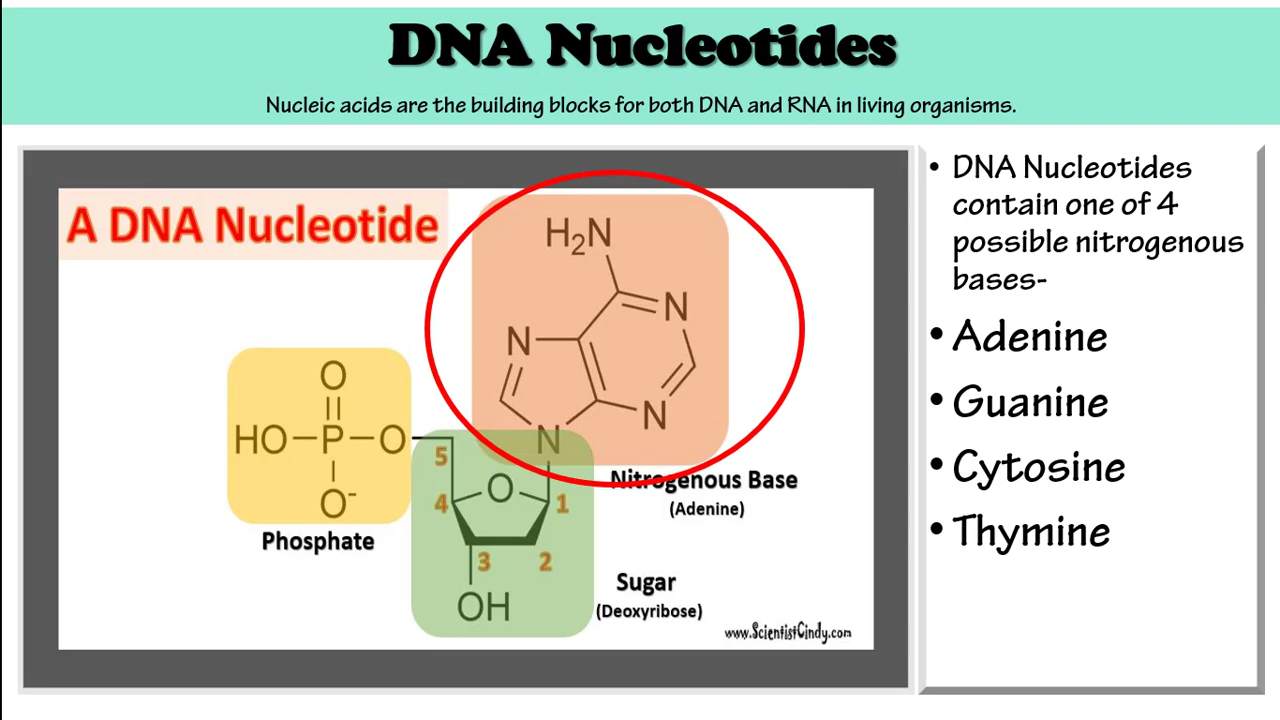 DNA Nucleotides
Nucleic acids are the building blocks for both DNA and RNA in living organisms.
A DNA Nucleotide
H₂N
N
N
N
N
O
HO P O
O⁻
Phosphate
5
4
O
1
3
2
OH
Nitrogenous Base
(Adenine)
Sugar
(Deoxyribose)
www.ScientistCindy.com
• DNA Nucleotides
contain one of 4
possible nitrogenous
bases-
• Adenine
• Guanine
• Cytosine
• Thymine